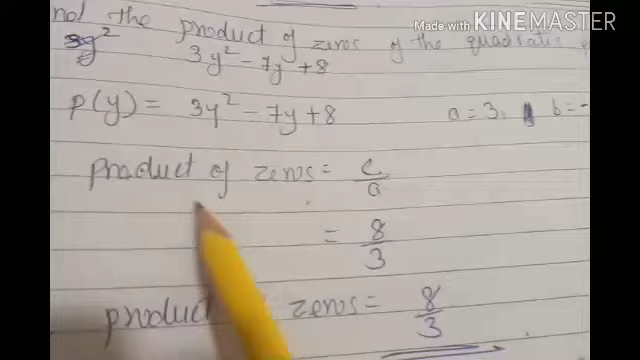 Made with KINEMASTER
the product of zeros of the quadratic
3y² - 7y + 8
p(y) = 3y² - 7y + 8 a = 3, b = -
product of zeros = c/a
= 8/3
product zeros = 8/3